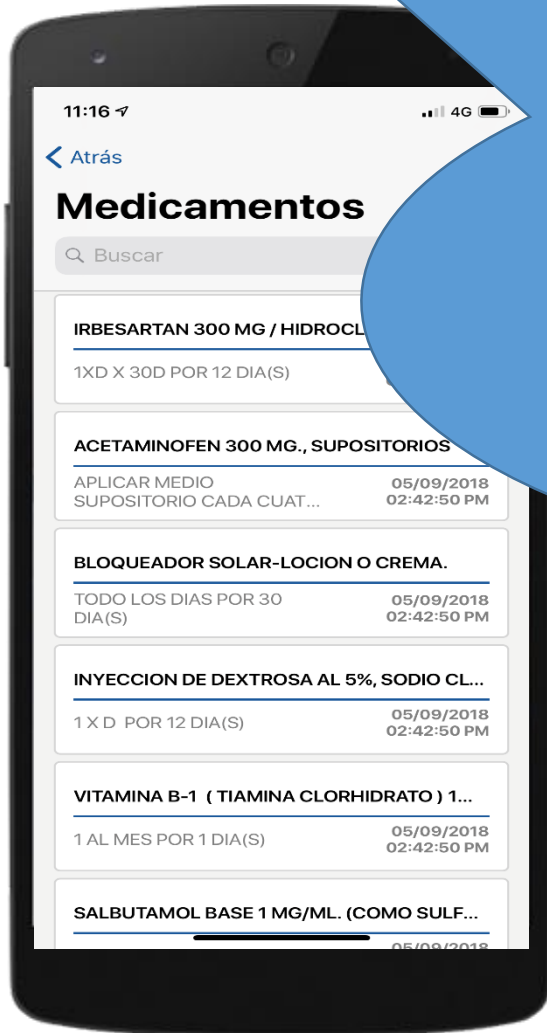 11:16
4G
Atrás
Medicamentos
Buscar
IRBESARTAN 300 MG / HIDROCL
1XD X 30D POR 12 DIA(S)
ACETAMINOFEN 300 MG., SUPOSITORIOS
APLICAR MEDIO
SUPOSITORIO CADA CUAT...
05/09/2018
02:42:50 PM
BLOQUEADOR SOLAR-LOCION O CREMA.
TODO LOS DIAS POR 30
DIA(S)
05/09/2018
02:42:50 PM
INYECCION DE DEXTROSA AL 5%, SODIO CL...
1 X D POR 12 DIA(S)
05/09/2018
02:42:50 PM
VITAMINA B-1 ( TIAMINA CLORHIDRATO ) 1...
1 AL MES POR 1 DIA(S)
05/09/2018
02:42:50 PM
SALBUTAMOL BASE 1 MG/ML. (COMO SULF...
05/09/2018